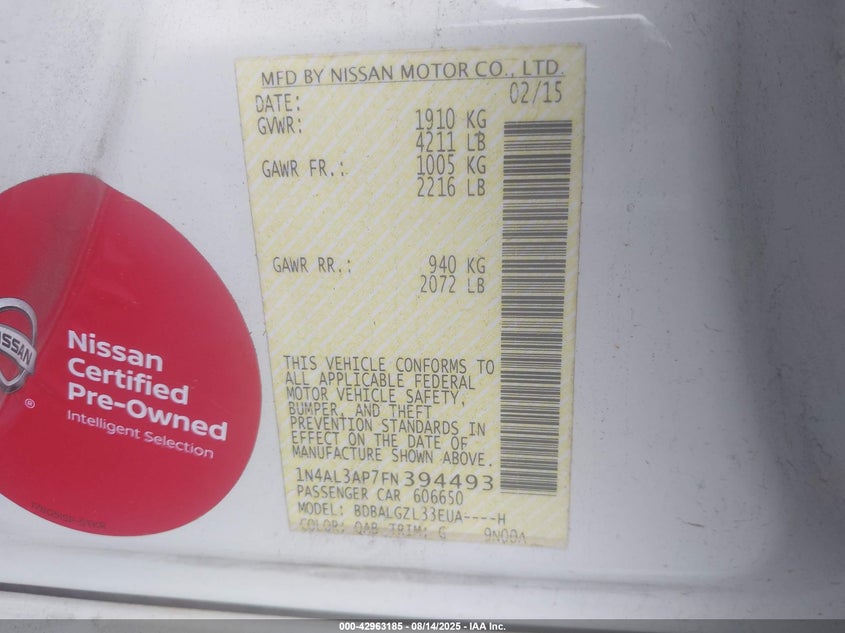 MFD BY NISSAN MOTOR CO., LTD.
DATE: 02/15
GVWR: 1910 KG
4211 LB
GAWR FR.: 1005 KG
2216 LB
GAWR RR.: 940 KG
2072 LB
THIS VEHICLE CONFORMS TO
ALL APPLICABLE FEDERAL
MOTOR VEHICLE SAFETY,
BUMPER, AND THEFT
PREVENTION STANDARDS IN
EFFECT ON THE DATE OF
MANUFACTURE SHOWN ABOVE.
1N4AL3AP7FN394493
PASSENGER CAR 606650
MODEL: BDBALGZL33EUA----H
COLOR: QAB TRIM: G
NISSAN
®
Nissan
Certified
Pre-Owned
Intelligent Selection
000-42963185 - 08/14/2025 - IAA Inc.